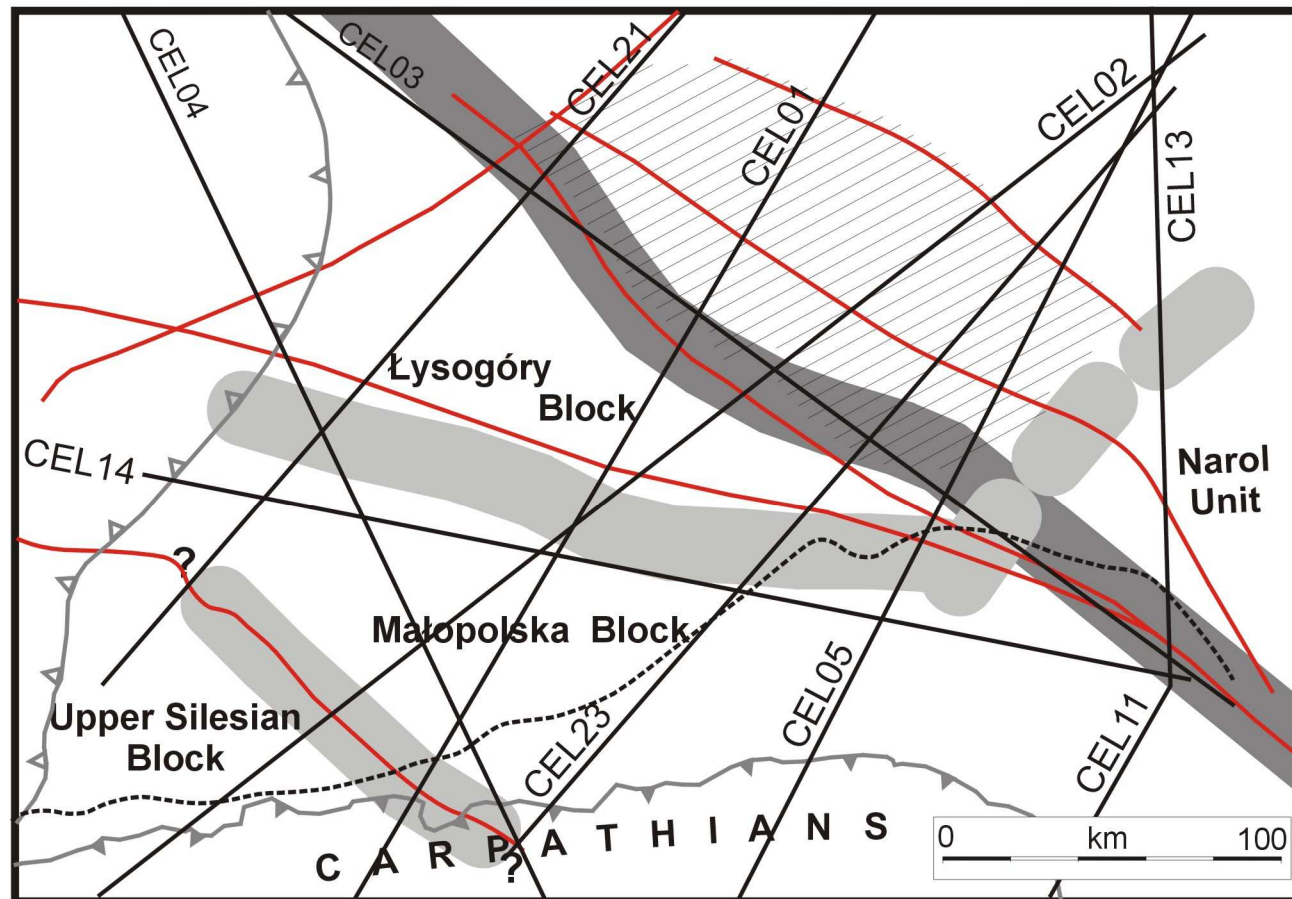 CEL04
CEL03
CEL21
CEL01
CEL02
CEL13
Łysogóry
Block
CEL14
Narol
Unit
?
Małopolska Block
Upper Silesian
Block
CEL23
CEL05
CEL11
CARPATHIANS
?
0 km 100